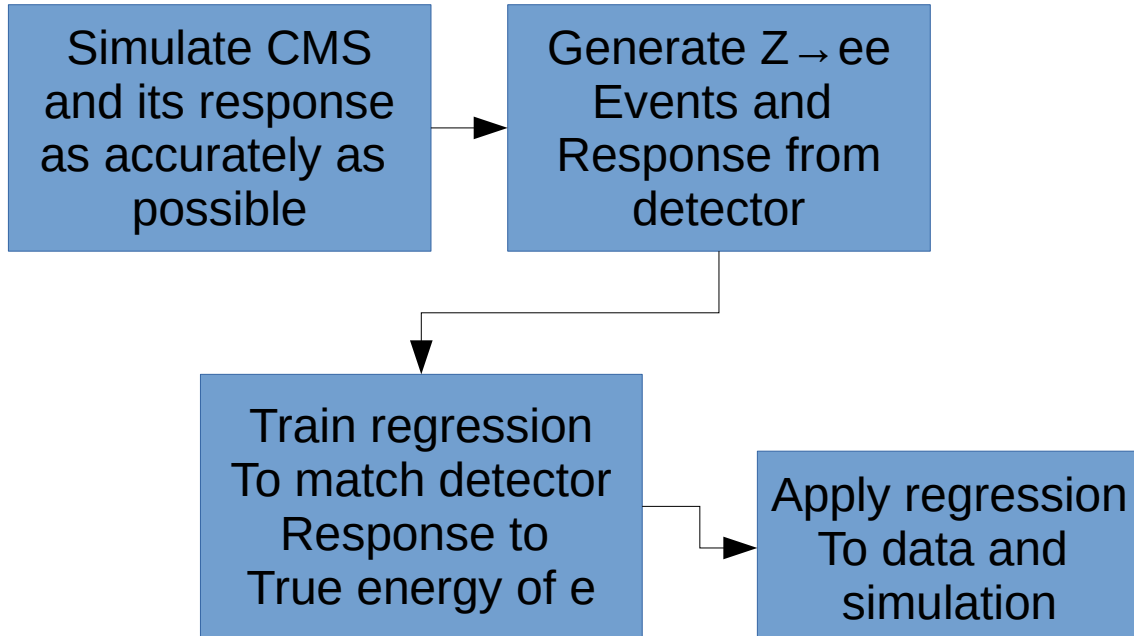 Simulate CMS
and its response
as accurately as
possible
Generate Z→ee
Events and
Response from
detector
Train regression
To match detector
Response to
True energy of e
Apply regression
To data and
simulation